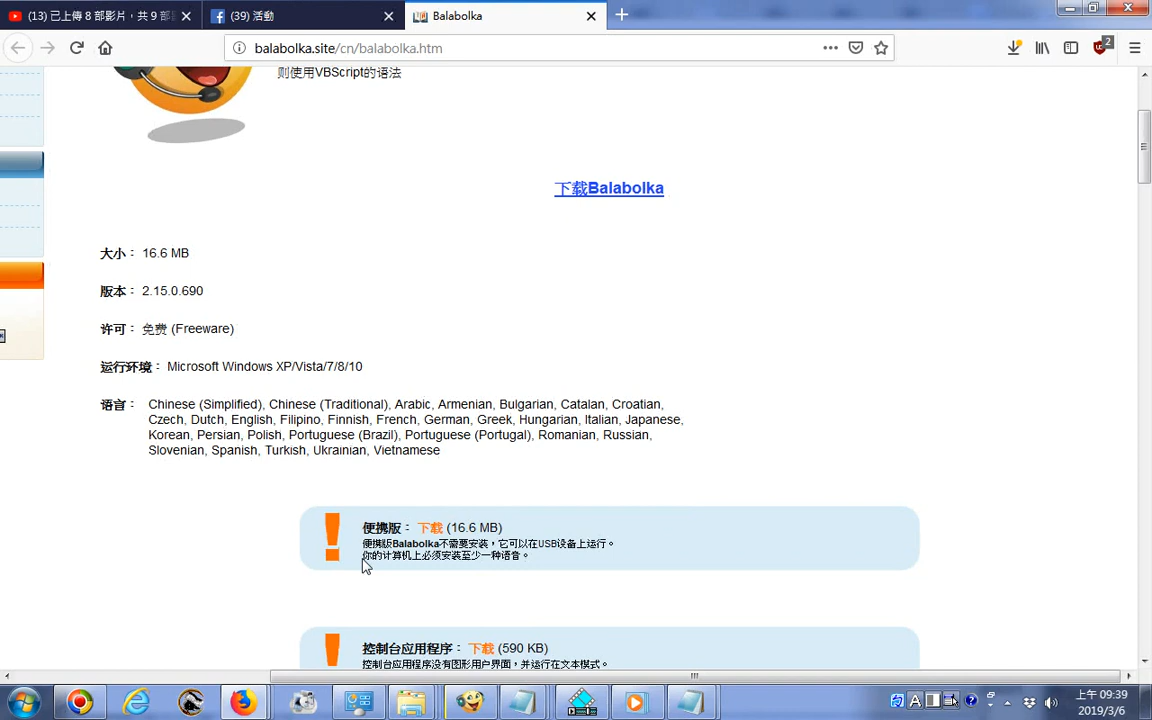 (13) 已上傳 8 部影片，共 9 部
(39) 活動
Balabolka
balabolka.site/cn/balabolka.htm
2
则使用VBScript的语法
下载Balabolka
大小： 16.6 MB
版本： 2.15.0.690
许可： 免费 (Freeware)
运行环境： Microsoft Windows XP/Vista/7/8/10
语言： Chinese (Simplified), Chinese (Traditional), Arabic, Armenian, Bulgarian, Catalan, Croatian,
Czech, Dutch, English, Filipino, Finnish, French, German, Greek, Hungarian, Italian, Japanese,
Korean, Persian, Polish, Portuguese (Brazil), Portuguese (Portugal), Romanian, Russian,
Slovenian, Spanish, Turkish, Ukrainian, Vietnamese
便携版： 下载 (16.6 MB)
便携版Balabolka不需要安装，它可以在USB设备上运行。
你的计算机上必须安装至少一种语音。
控制台应用程序： 下载 (590 KB)
控制台应用程序没有图形用户界面，并运行在文本模式。
上午 09:39
2019/3/6